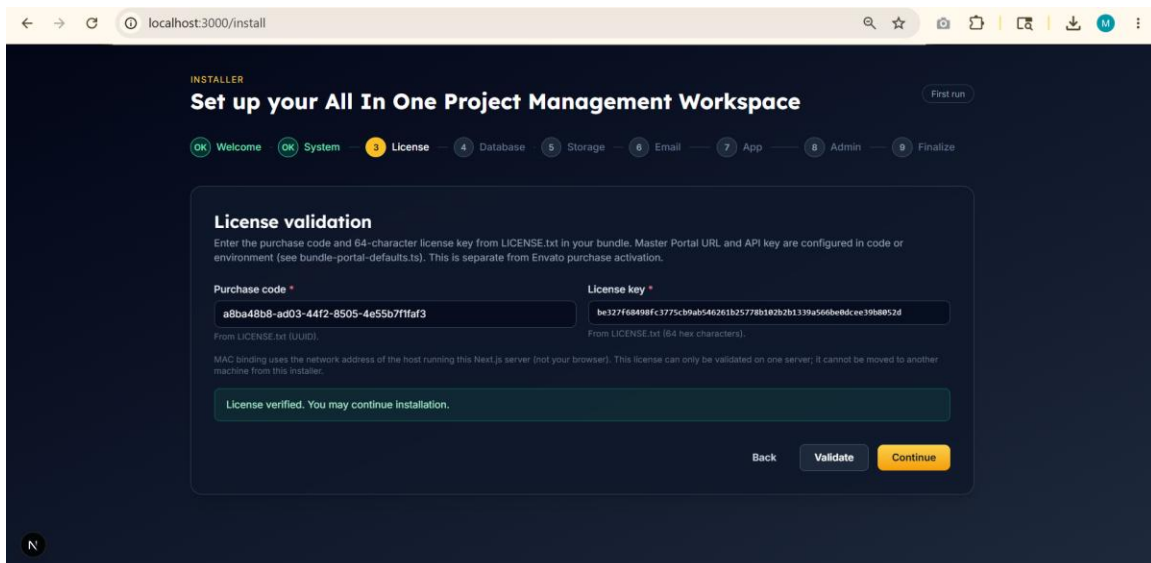 localhost:3000/install
M
INSTALLER
Set up your All In One Project Management Workspace
First run
OK Welcome OK System 3 License 4 Database 5 Storage 6 Email 7 App 8 Admin 9 Finalize
License validation
Enter the purchase code and 64-character license key from LICENSE.txt in your bundle. Master Portal URL and API key are configured in code or
environment (see bundle-portal-defaults.ts). This is separate from Envato purchase activation.
Purchase code * License key *
a8ba48b8-ad03-44f2-8505-4e55b7f1faf3 be327f68498fc3775cb9ab546261b25778b102b2b1339a566be0dcee39b8052d
From LICENSE.txt (UUID). From LICENSE.txt (64 hex characters).
MAC binding uses the network address of the host running this Next.js server (not your browser). This license can only be validated on one server; it cannot be moved to another
machine from this installer.
License verified. You may continue installation.
Back Validate Continue
N